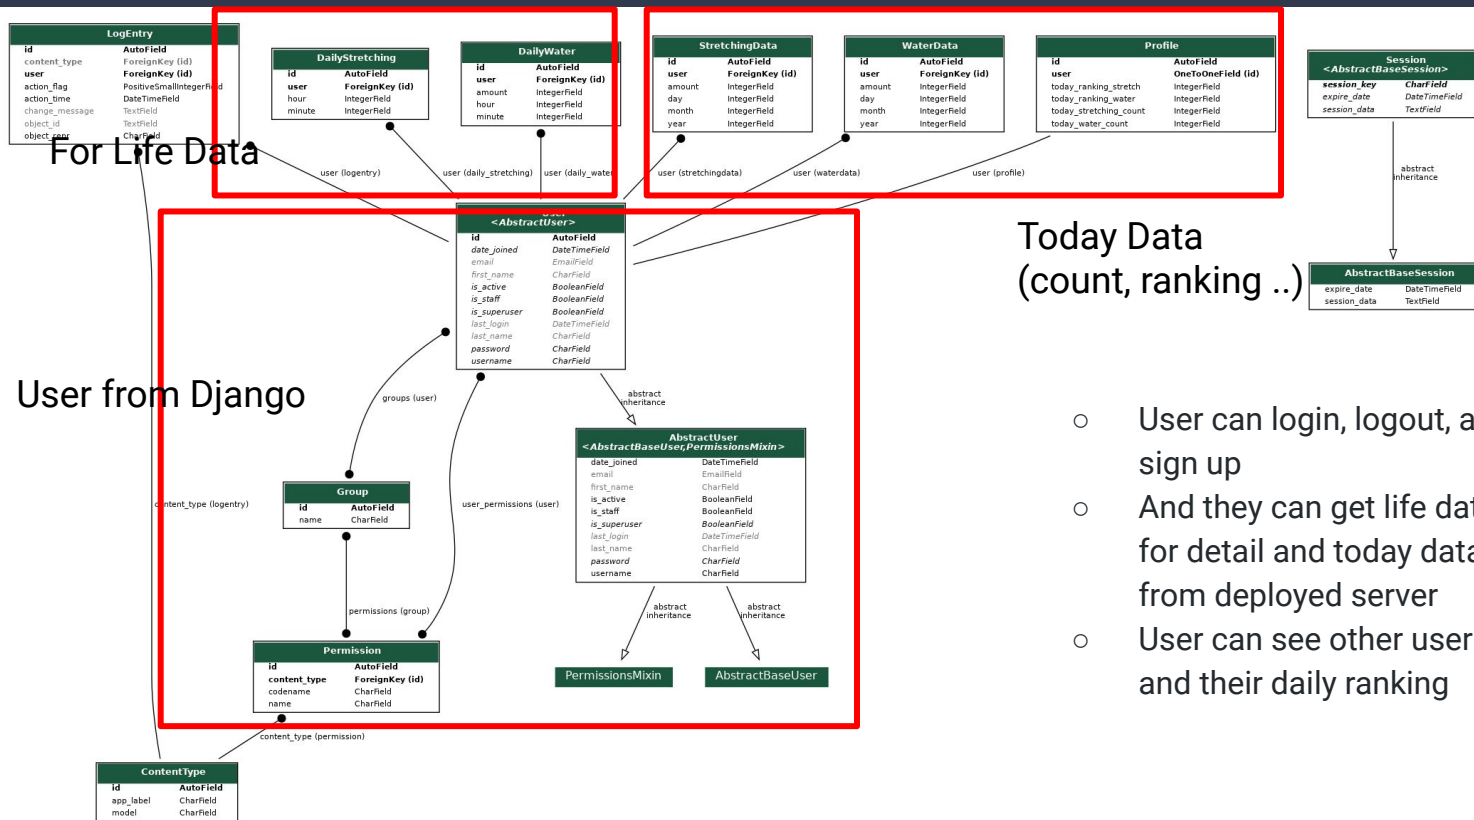 LogEntry
id AutoField
content_type ForeignKey (id)
user ForeignKey (id)
action_flag PositiveSmallIntegerField
action_time DateTimeField
change_message TextField
object_id TextField
object_repr CharField
DailyStretching
id AutoField
user ForeignKey (id)
hour IntegerField
minute IntegerField
DailyWater
id AutoField
user ForeignKey (id)
amount IntegerField
hour IntegerField
minute IntegerField
StretchingData
id AutoField
user ForeignKey (id)
amount IntegerField
day IntegerField
month IntegerField
year IntegerField
WaterData
id AutoField
user ForeignKey (id)
amount IntegerField
day IntegerField
month IntegerField
year IntegerField
Profile
id AutoField
user OneToOneField (id)
today_ranking_stretch IntegerField
today_ranking_water IntegerField
today_stretching_count IntegerField
today_water_count IntegerField
Session
<AbstractBaseSession>
session_key CharField
expire_date DateTimeField
session_data TextField
For Life Data
user (logentry)
user (daily_stretching)
user (daily_water
user (stretchingdata)
user (waterdata)
user (profile)
abstract
inheritance
User
<AbstractUser>
id AutoField
date_joined DateTimeField
email EmailField
first_name CharField
is_active BooleanField
is_staff BooleanField
is_superuser BooleanField
last_login DateTimeField
last_name CharField
password CharField
username CharField
Today Data
(count, ranking ..)
AbstractBaseSession
expire_date DateTimeField
session_data TextField
User from Django
groups (user)
abstract
inheritance
AbstractUser
<AbstractBaseUser,PermissionsMixin>
date_joined DateTimeField
email EmailField
first_name CharField
is_active BooleanField
is_staff BooleanField
is_superuser BooleanField
last_login DateTimeField
last_name CharField
password CharField
username CharField
Group
id AutoField
name CharField
content_type (logentry)
user_permissions (user)
permissions (group)
abstract
inheritance
abstract
inheritance
Permission
id AutoField
content_type ForeignKey (id)
codename CharField
name CharField
PermissionsMixin
AbstractBaseUser
content_type (permission)
ContentType
id AutoField
app_label CharField
model CharField
○ User can login, logout, a
sign up
○ And they can get life dat
for detail and today data
from deployed server
○ User can see other user
and their daily ranking